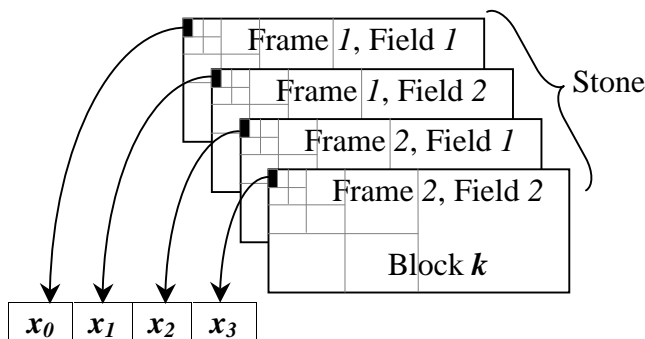 Frame 1, Field 1
Frame 1, Field 2
Stone
Frame 2, Field 1
Frame 2, Field 2
Block k
x0 x1 x2 x3